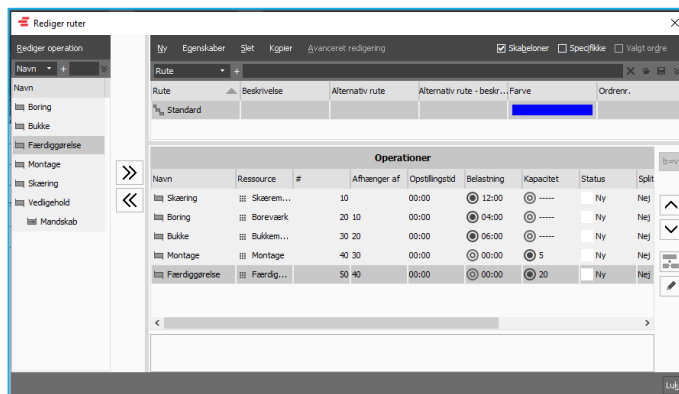 Rediger ruter
Rediger operation
Ny Egenskaber Slet Kopier Avanceret redigering Skabeloner Specifikke Valgt ordre
Navn + Rute +
Navn
Rute Beskrivelse Alternativ rute Alternativ rute - beskr... Farve Ordrenr.
Standard
Boring
Bukke
Færdiggørelse
Montage
Skæring
Vedligehold
Mandskab
Operationer
Navn Ressource # Afhænger af Opstillingstid Belastning Kapacitet Status Split
Skæring Skærem... 10 00:00 12:00 ----- Ny Nej
Boring Boreværk 20 10 00:00 04:00 ----- Ny Nej
Bukke Bukkem... 30 20 00:00 06:00 ----- Ny Nej
Montage Montage 40 30 00:00 00:00 5 Ny Nej
Færdiggørelse Færdig... 50 40 00:00 00:00 20 Ny Nej